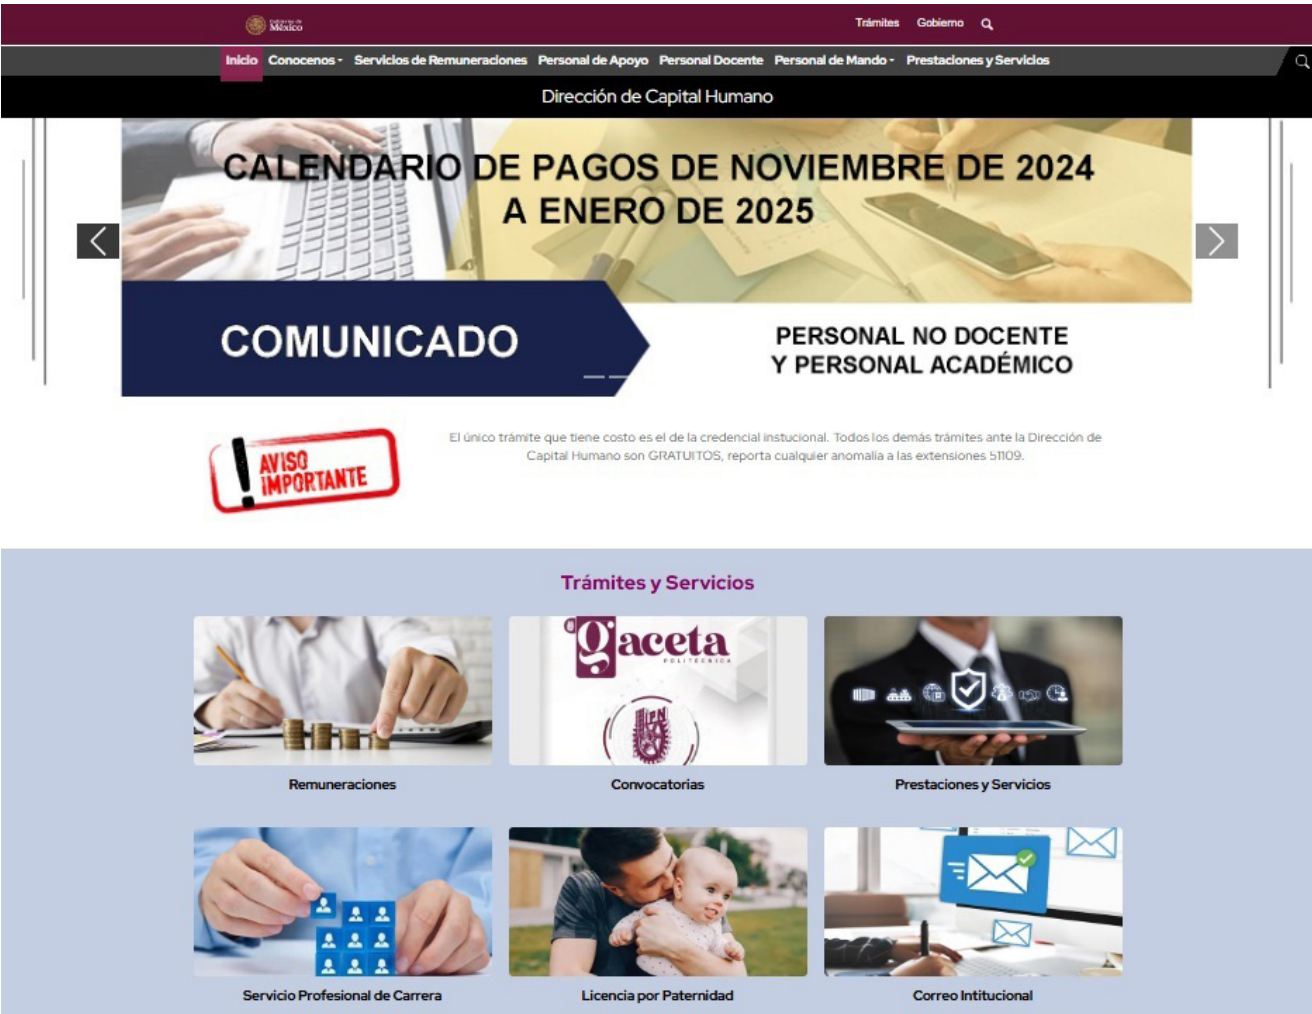 Gobierno de
México
Trámites Gobierno
Inicio Conocenos Servicios de Remuneraciones Personal de Apoyo Personal Docente Personal de Mando Prestaciones y Servicios
Dirección de Capital Humano
CALENDARIO DE PAGOS DE NOVIEMBRE DE 2024
A ENERO DE 2025
COMUNICADO
PERSONAL NO DOCENTE
Y PERSONAL ACADÉMICO
AVISO
IMPORTANTE
El único trámite que tiene costo es el de la credencial instucional. Todos los demás trámites ante la Dirección de
Capital Humano son GRATUITOS, reporta cualquier anomalia a las extensiones 51109.
Trámites y Servicios
gaceta
POLITÉCNICA
IPN
Remuneraciones
Convocatorias
Prestaciones y Servicios
Servicio Profesional de Carrera
Licencia por Paternidad
Correo Intitucional